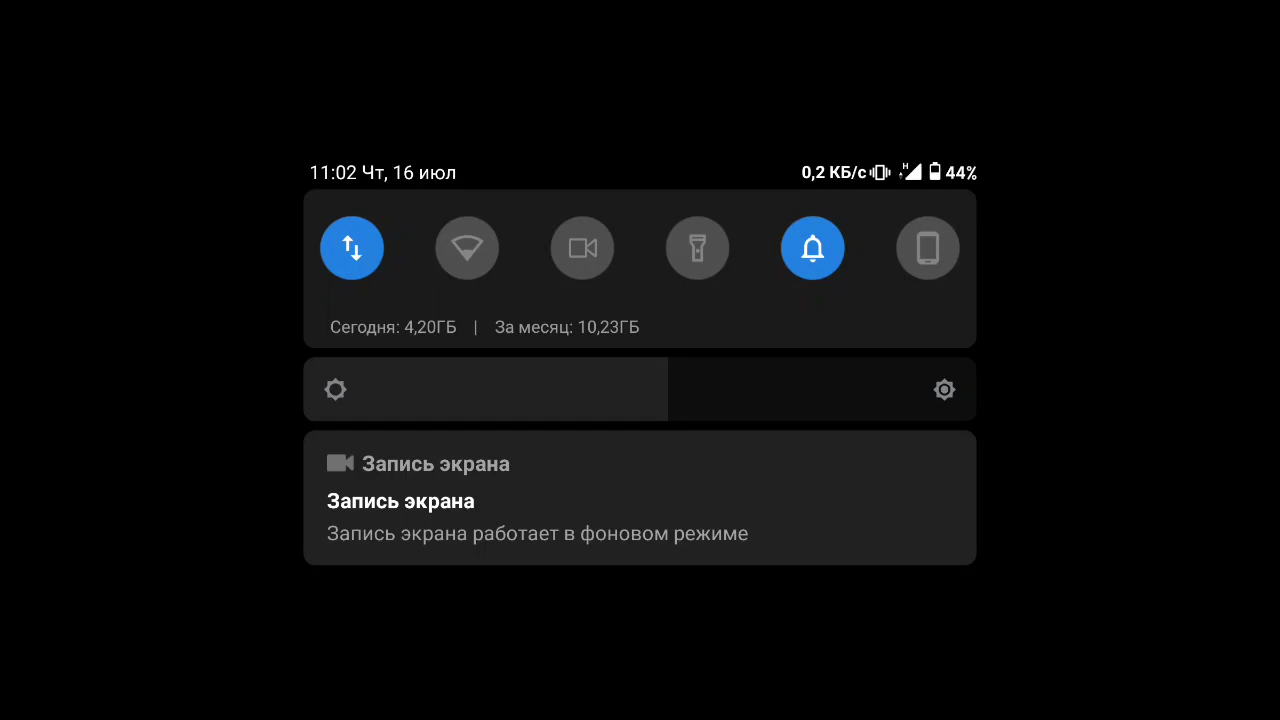 11:02 Чт, 16 июл 0,2 КБ/с H 44%
Сегодня: 4,20ГБ | За месяц: 10,23ГБ
Запись экрана
Запись экрана
Запись экрана работает в фоновом режиме